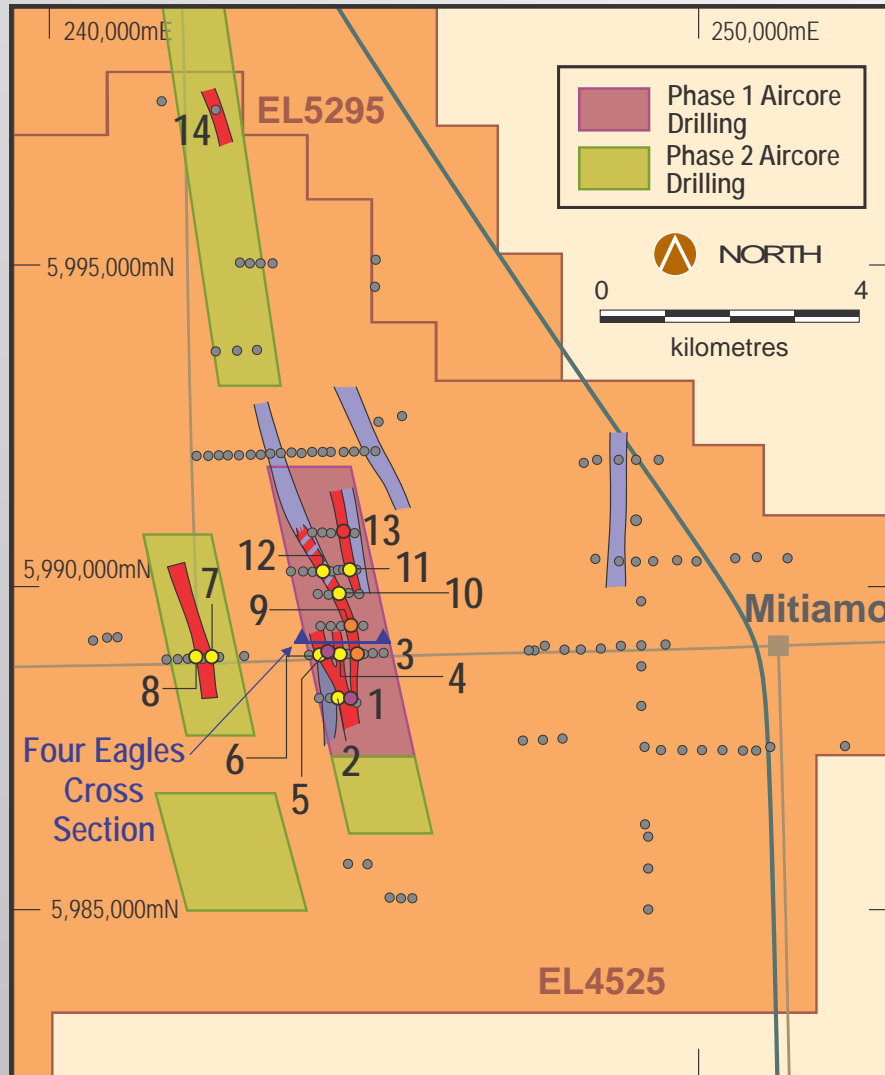 240,000mE
250,000mE
Phase 1 Aircore
Drilling
Phase 2 Aircore
Drilling
EL5295
14
5,995,000mN
NORTH
0
4
kilometres
13
12
11
5,990,000mN
7
10
9
Mitiamo
3
8
4
1
Four Eagles
Cross
Section
6
2
5
5,985,000mN
EL4525